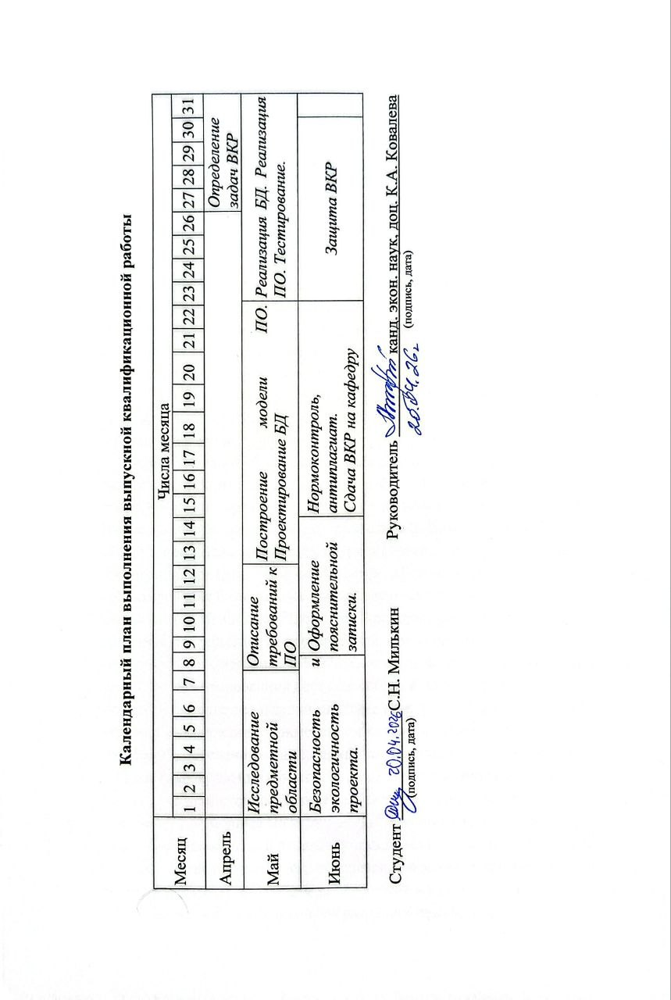 Календарный план выполнения выпускной квалификационной работы
Месяц
Числа месяца
1 2 3 4 5 6 7 8 9 10 11 12 13 14 15 16 17 18 19 20 21 22 23 24 25 26 27 28 29 30 31
Апрель
Определение
задач ВКР
Май
Исследование
предметной
области
Описание
требований к
ПО
Построение модели ПО.
Проектирование БД
Реализация БД. Реализация
ПО. Тестирование.
Июнь
Безопасность и
экологичность
проекта.
Оформление
пояснительной
записки.
Нормоконтроль,
антиплагиат.
Сдача ВКР на кафедру
Защита ВКР
Студент 20.04.2026 С.Н. Милькин
(подпись, дата)
Руководитель канд. экон. наук, доц. К.А. Ковалева
20.04.26г
(подпись, дата)